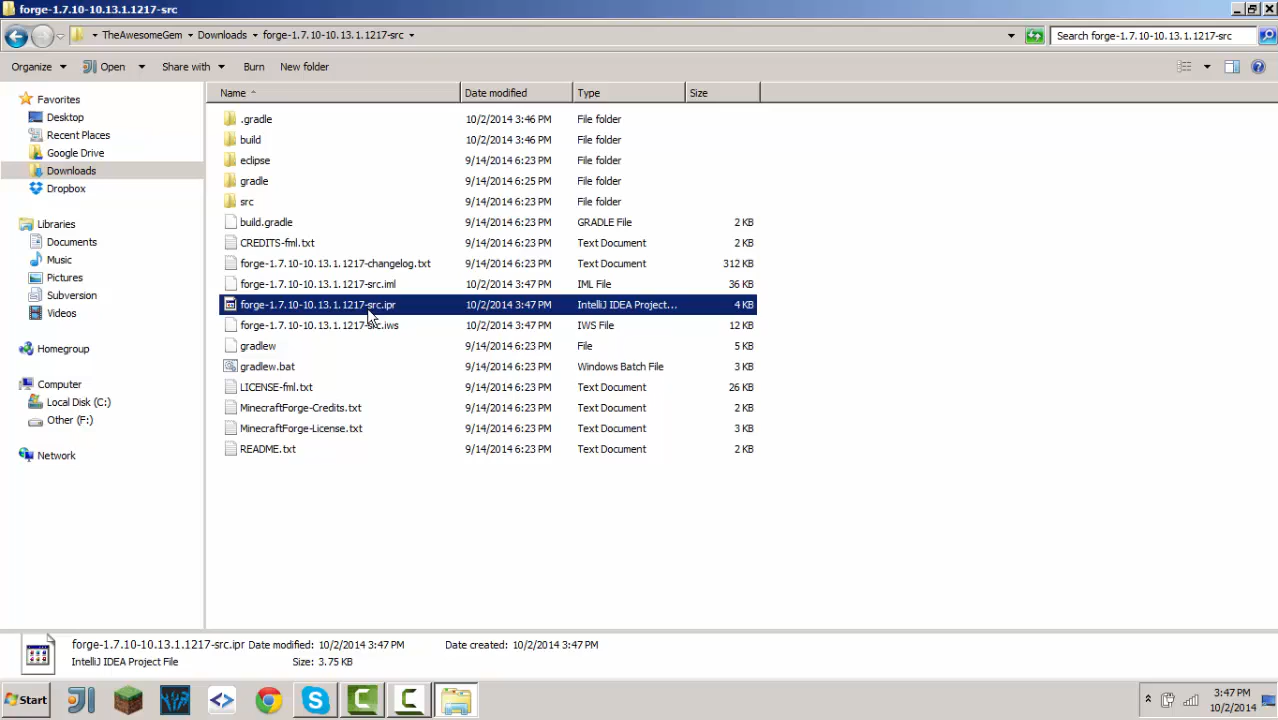 forge-1.7.10-10.13.1.1217-src
TheAwesomeGem Downloads forge-1.7.10-10.13.1.1217-src
Search forge-1.7.10-10.13.1.1217-src
Organize Open Share with Burn New folder
Favorites
Desktop
Recent Places
Google Drive
Downloads
Dropbox
Libraries
Documents
Music
Pictures
Subversion
Videos
Homegroup
Computer
Local Disk (C:)
Other (F:)
Network
Name Date modified Type Size
.gradle 10/2/2014 3:46 PM File folder
build 10/2/2014 3:46 PM File folder
eclipse 9/14/2014 6:23 PM File folder
gradle 9/14/2014 6:25 PM File folder
src 9/14/2014 6:23 PM File folder
build.gradle 9/14/2014 6:23 PM GRADLE File 2 KB
CREDITS-fml.txt 9/14/2014 6:23 PM Text Document 2 KB
forge-1.7.10-10.13.1.1217-changelog.txt 9/14/2014 6:23 PM Text Document 312 KB
forge-1.7.10-10.13.1.1217-src.iml 10/2/2014 3:47 PM IML File 36 KB
forge-1.7.10-10.13.1.1217-src.ipr 10/2/2014 3:47 PM IntelliJ IDEA Project... 4 KB
forge-1.7.10-10.13.1.1217-src.iws 10/2/2014 3:47 PM IWS File 12 KB
gradlew 9/14/2014 6:23 PM File 5 KB
gradlew.bat 9/14/2014 6:23 PM Windows Batch File 3 KB
LICENSE-fml.txt 9/14/2014 6:23 PM Text Document 26 KB
MinecraftForge-Credits.txt 9/14/2014 6:23 PM Text Document 2 KB
MinecraftForge-License.txt 9/14/2014 6:23 PM Text Document 3 KB
README.txt 9/14/2014 6:23 PM Text Document 2 KB
forge-1.7.10-10.13.1.1217-src.ipr Date modified: 10/2/2014 3:47 PM Date created: 10/2/2014 3:47 PM
IntelliJ IDEA Project File Size: 3.75 KB
Start
3:47 PM
10/2/2014